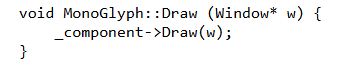 void MonoGlyph::Draw (Window* w) {
    _component->Draw(w);
}